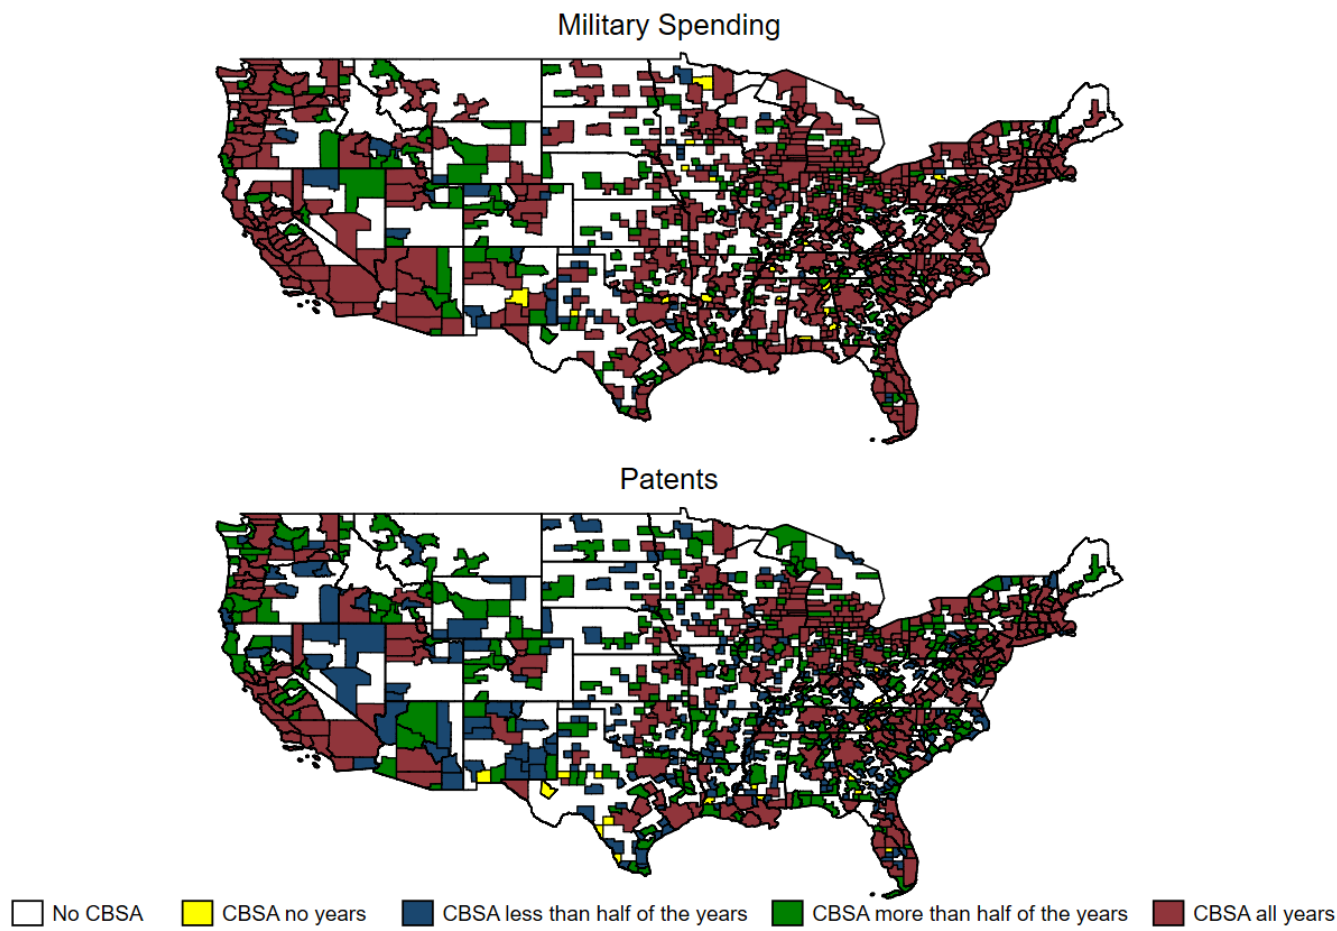 Military Spending
Patents
No CBSA
CBSA no years
CBSA less than half of the years
CBSA more than half of the years
CBSA all years